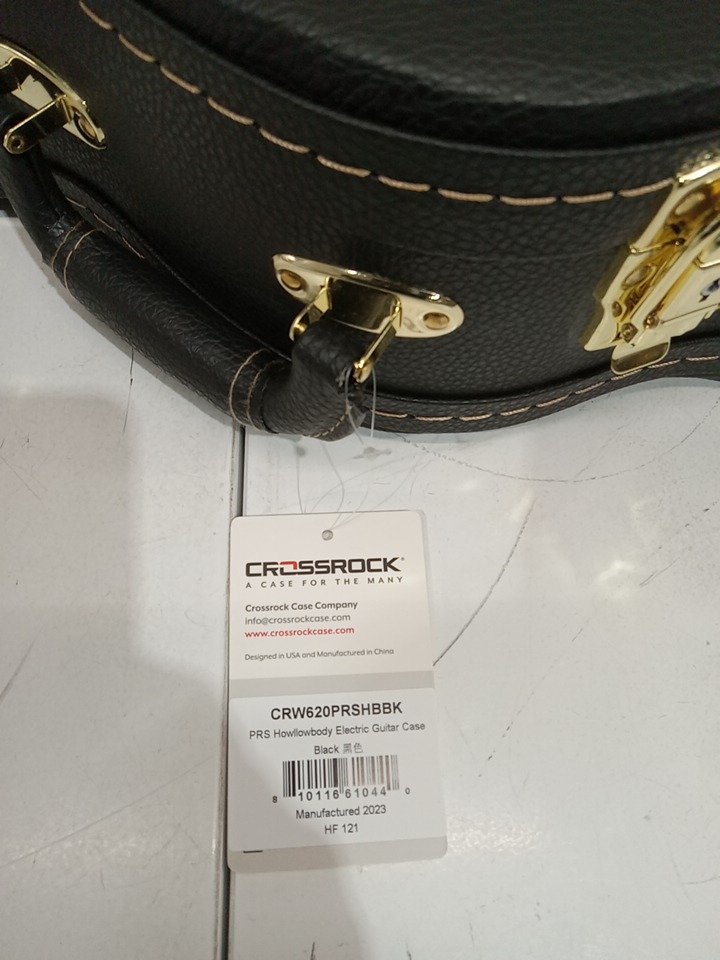 CROSSROCK®
A CASE FOR THE MANY
Crossrock Case Company
info@crossrockcase.com
www.crossrockcase.com
Designed in USA and Manufactured in China
CRW620PRSHBBK
PRS Howllowbody Electric Guitar Case
Black 黑色
8 10116 61044 0
Manufactured 2023
HF 121